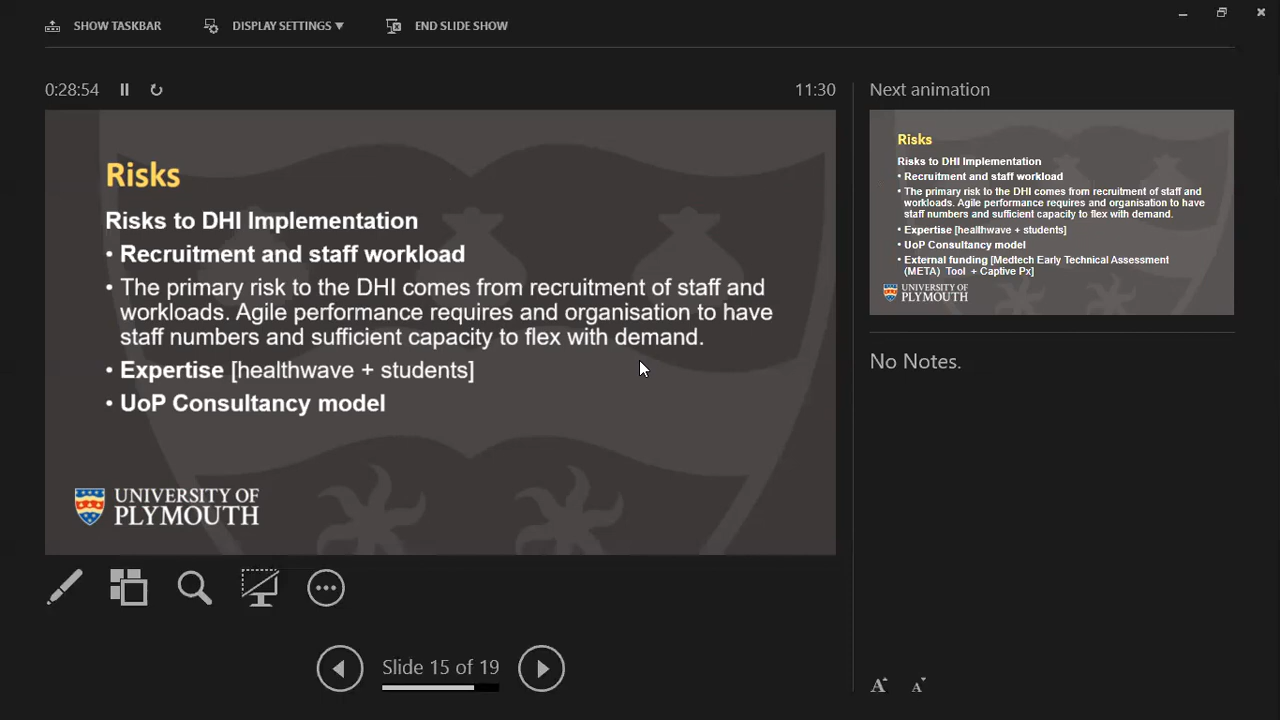 SHOW TASKBAR
DISPLAY SETTINGS
END SLIDE SHOW
0:28:54
11:30
Risks
Risks to DHI Implementation
• Recruitment and staff workload
• The primary risk to the DHI comes from recruitment of staff and
workloads. Agile performance requires and organisation to have
staff numbers and sufficient capacity to flex with demand.
• Expertise [healthwave + students]
• UoP Consultancy model
UNIVERSITY OF
PLYMOUTH
Slide 15 of 19
Next animation
Risks
Risks to DHI Implementation
• Recruitment and staff workload
• The primary risk to the DHI comes from recruitment of staff and
workloads. Agile performance requires and organisation to have
staff numbers and sufficient capacity to flex with demand.
• Expertise [healthwave + students]
• UoP Consultancy model
• External funding [Medtech Early Technical Assessment
(META) Tool + Captive Px]
UNIVERSITY OF
PLYMOUTH
No Notes.
A A